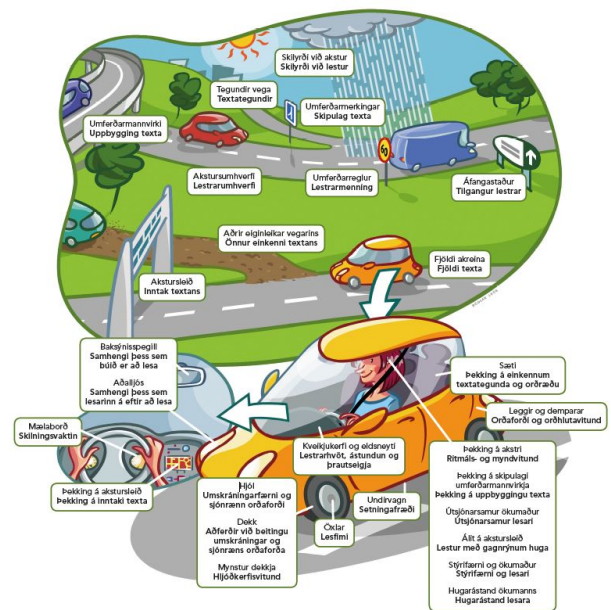 Skilyrði við akstur
Skilyrði við lestur
Tegundir vega
Textategundir
Umferðarmerkingar
Skipulag texta
Umferðarmannvirki
Uppbygging texta
Akstursumhverfi
Lestrarumhverfi
Umferðarreglur
Lestrarmenning
Áfangastaður
Tilgangur lestrar
Aðrir eiginleikar vegarins
Önnur einkenni textans
Fjöldi akreina
Fjöldi texta
Akstursleið
Inntak textans
Baksýnisspegill
Samhengi þess sem
búið er að lesa
Aðalljós
Samhengi þess sem
lesarinn á eftir að lesa
Sæti
Þekking á einkennum
textategunda og orðræðu
Leggir og demparar
Orðaforði og orðhlutavitund
Mælaborð
Skilningsvaktin
Kveikjukerfi og eldsneyti
Lestrarhvöt, ástundun og
þrautseigja
Þekking á akstursleið
Þekking á inntaki texta
Hjól
Umskráningarfærni og
sjónrænn orðaforði
Dekk
Aðferðir við beitingu
umskráningar og
sjónræns orðaforða
Mynstur dekkja
Hljóðkerfisvitund
Öxlar
Lesfimi
Undirvagn
Setningafræði
Þekking á akstri
Ritmáls- og myndvitund
Þekking á skipulagi
umferðarmannvirkja
Þekking á uppbyggingu texta
Útsjónarsamur ökumaður
Útsjónarsamur lesari
Álit á akstursleið
Lestur með gagnrýnum huga
Stýrifærni og ökumaður
Stýrifærni og lesari
Hugarástand ökumanns
Hugarástand lesara